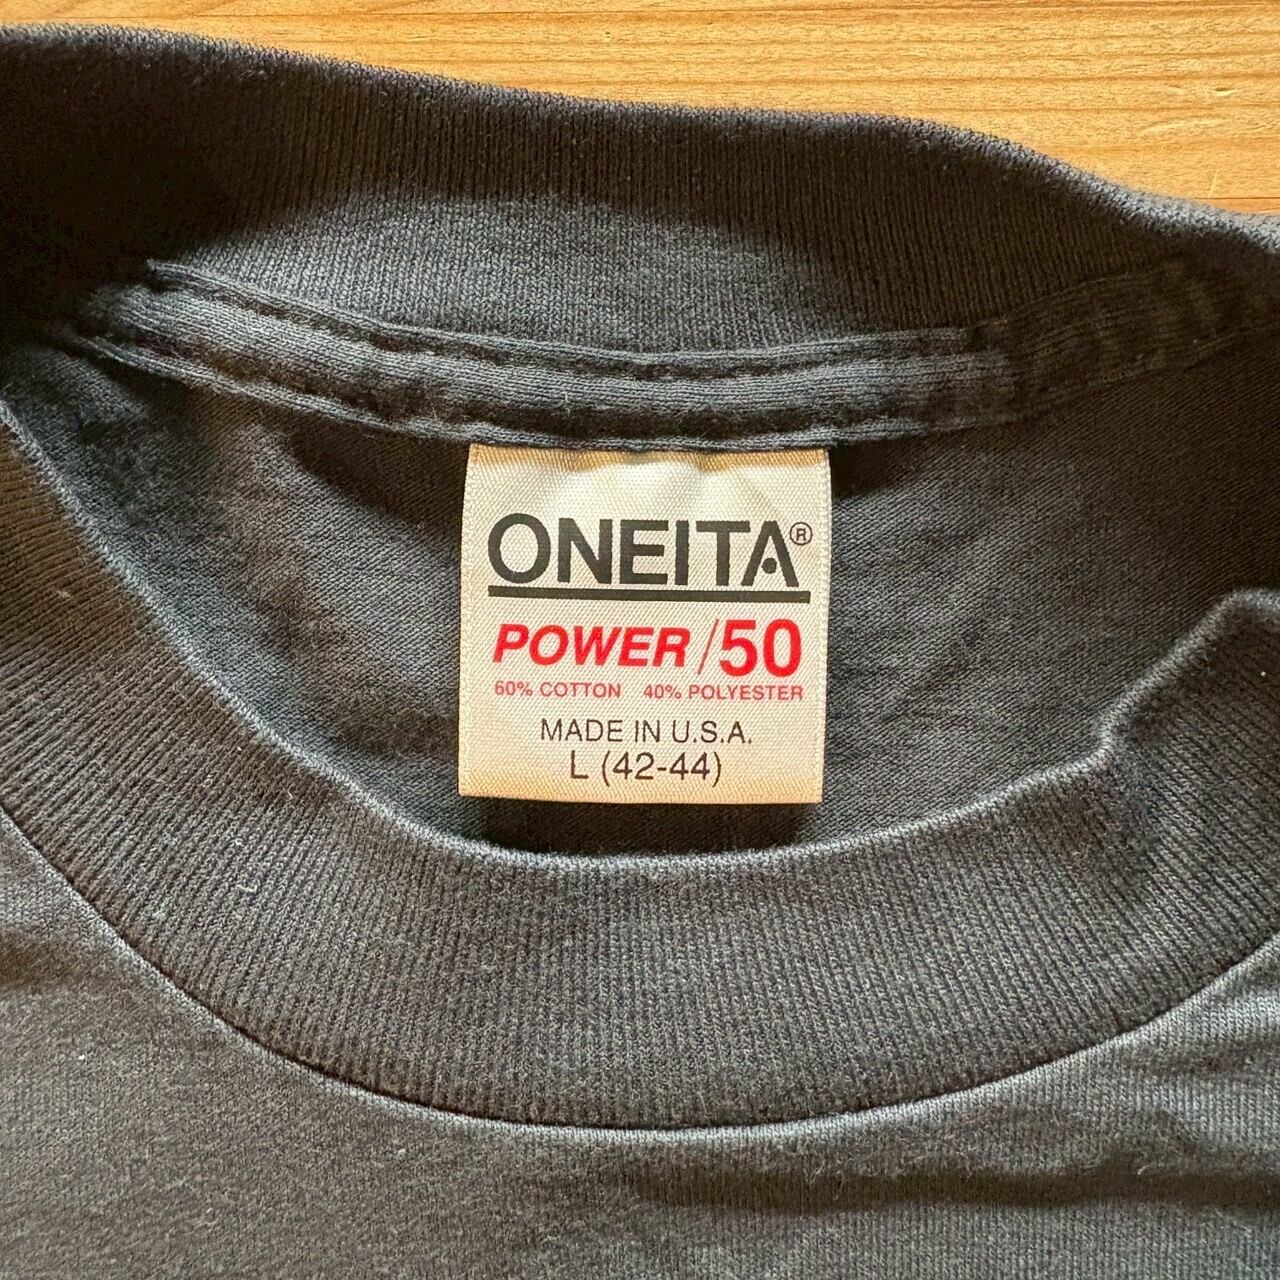 ONEITA®
POWER/50
60% COTTON 40% POLYESTER
MADE IN U.S.A.
L (42-44)